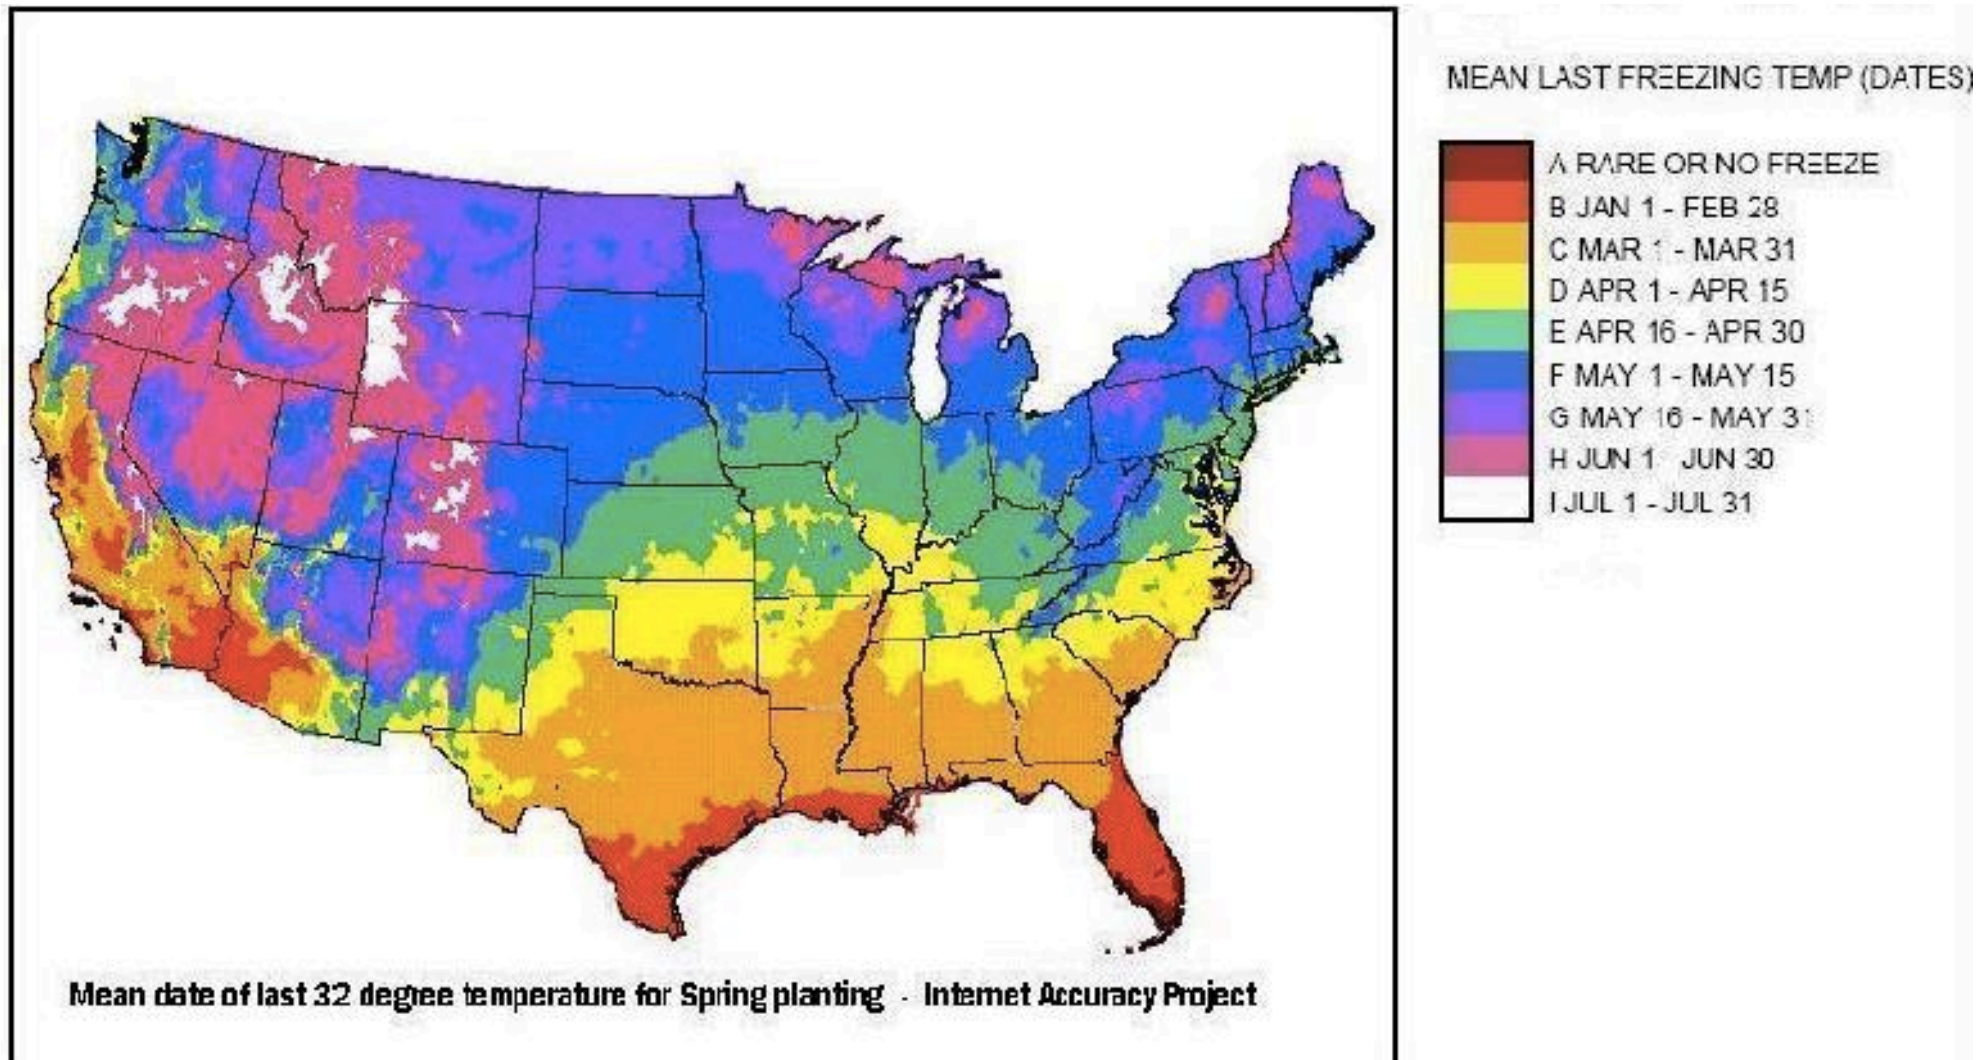 MEAN LAST FREEZING TEMP (DATES)
A RARE OR NO FREEZE
B JAN 1 - FEB 28
C MAR 1 - MAR 31
D APR 1 - APR 15
E APR 16 - APR 30
F MAY 1 - MAY 15
G MAY 16 - MAY 31
H JUN 1 JUN 30
I JUL 1 - JUL 31
Mean date of last 32 degree temperature for Spring planting - Internet Accuracy Project